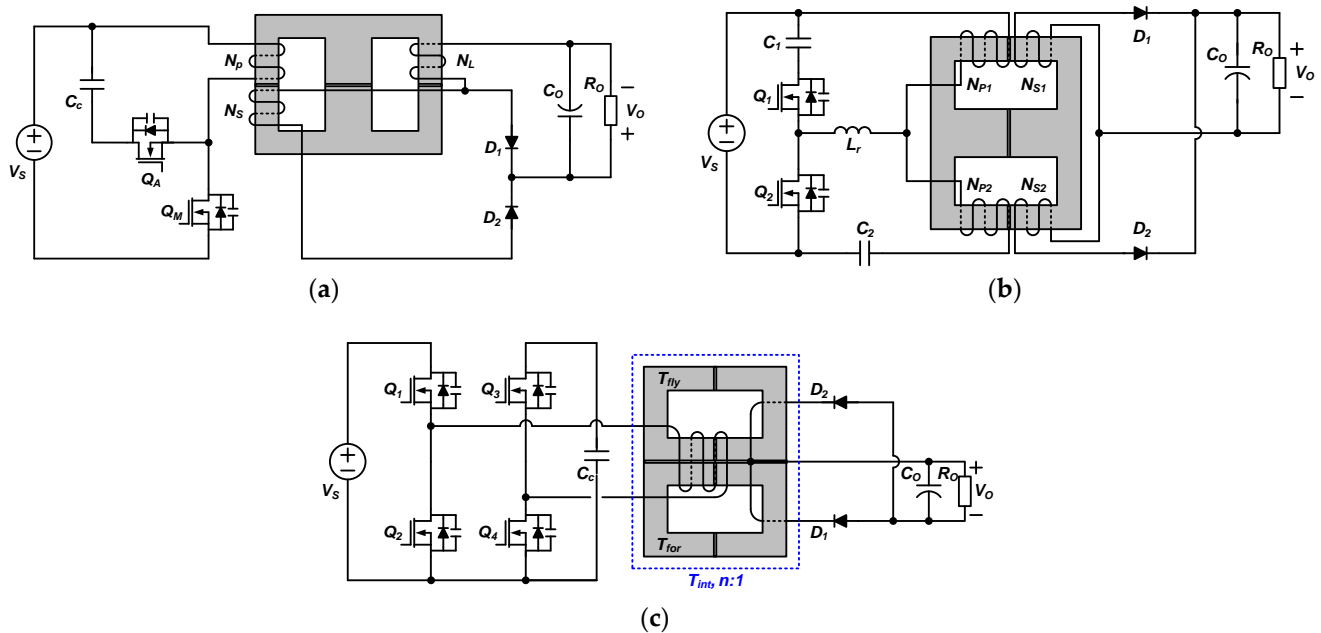 N_p
N_L
C_c
N_S
C_O
R_O
−
V_O
+
+
−
V_S
Q_A
Q_M
D_1
D_2
(a)
C_1
D_1
Q_1
N_P1 N_S1
C_O
R_O
+
V_O
−
+
−
V_S
L_r
Q_2
N_P2 N_S2
C_2
D_2
(b)
Q_1
Q_3
T_fly
D_2
+
−
V_S
C_c
C_O
R_O
+
V_O
−
Q_2
Q_4
T_for
D_1
T_int, n:1
(c)